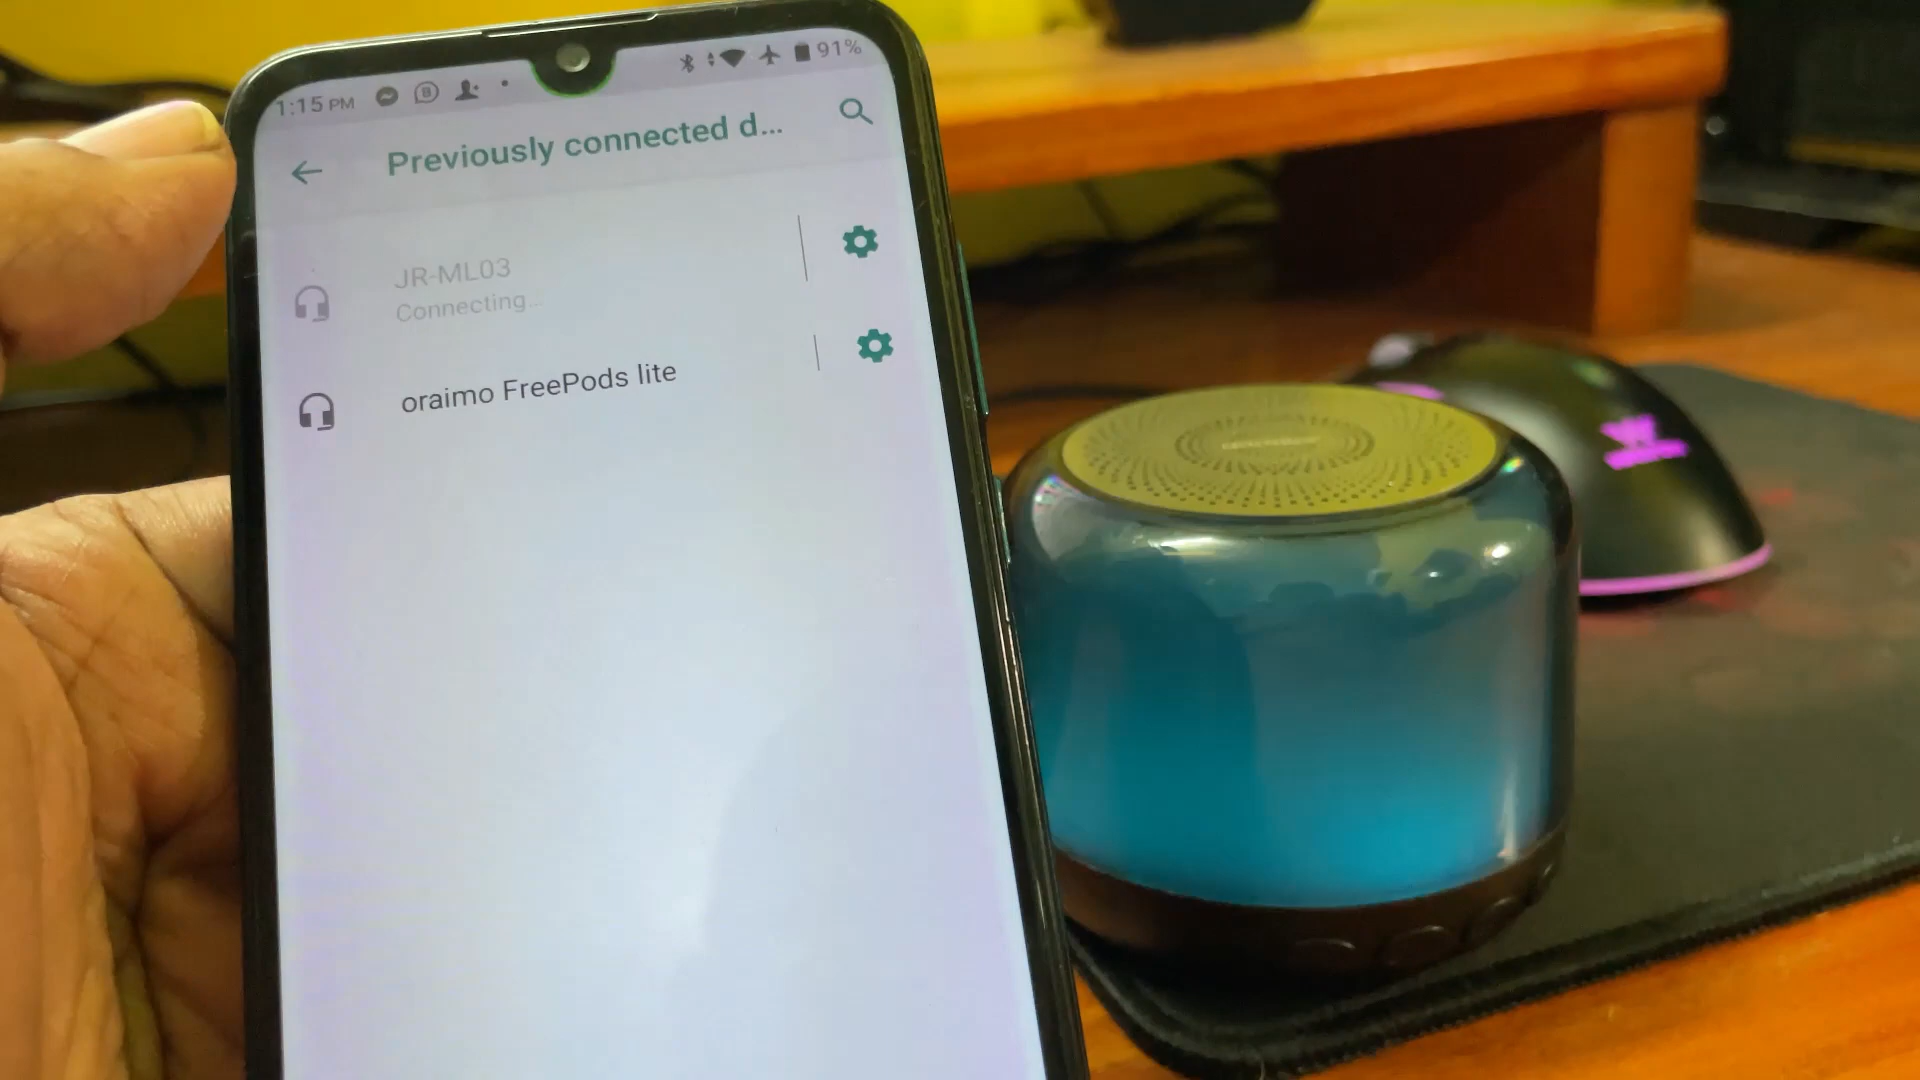 1:15 PM
91%
Previously connected d...
JR-ML03
Connecting...
oraimo FreePods lite